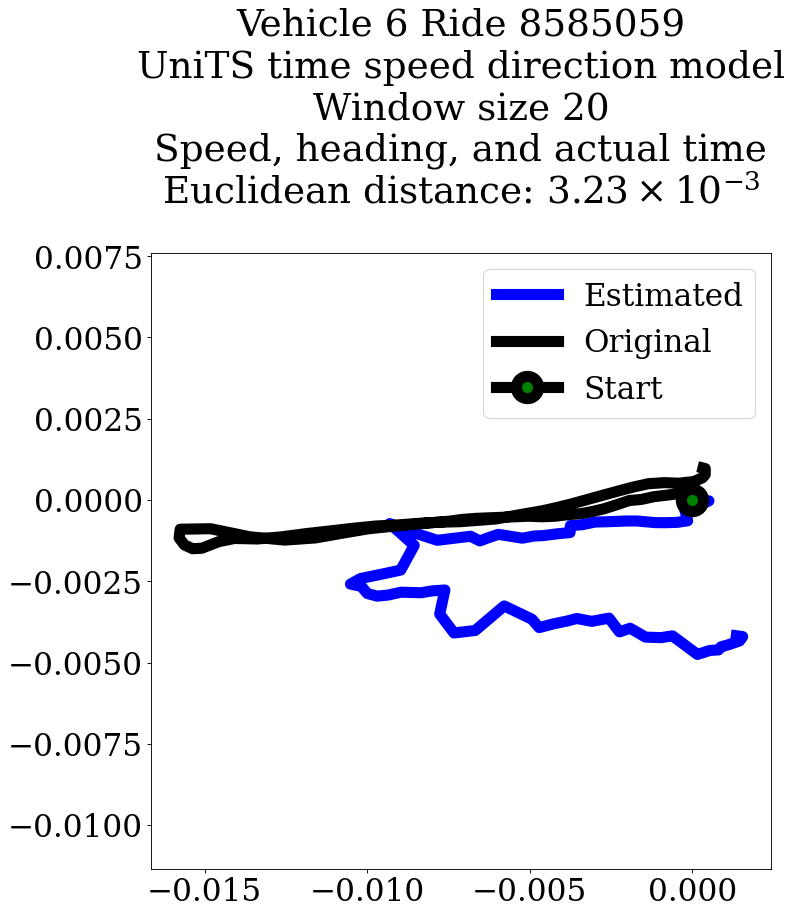 Vehicle 6 Ride 8585059
UniTS time speed direction model
Window size 20
Speed, heading, and actual time
Euclidean distance: 3.23 × 10⁻³
0.0075
0.0050
0.0025
0.0000
−0.0025
−0.0050
−0.0075
−0.0100
Estimated
Original
Start
−0.015 −0.010 −0.005 0.000